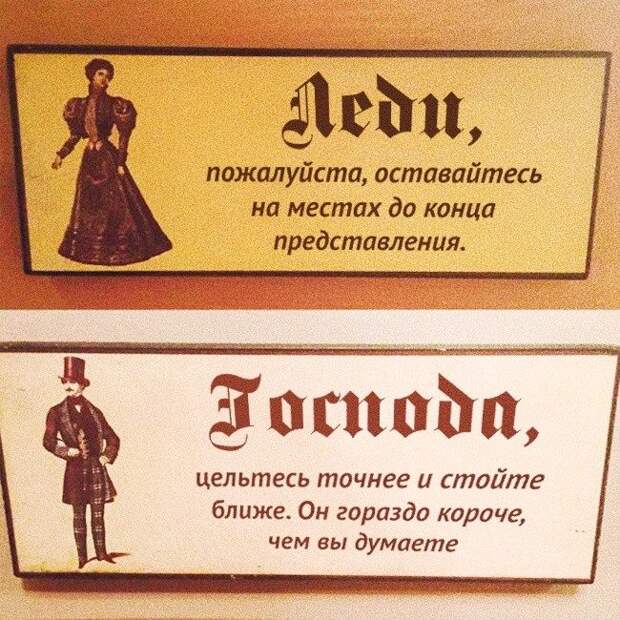 Леди,
пожалуйста, оставайтесь
на местах до конца
представления.
Господа,
цельтесь точнее и стойте
ближе. Он гораздо короче,
чем вы думаете